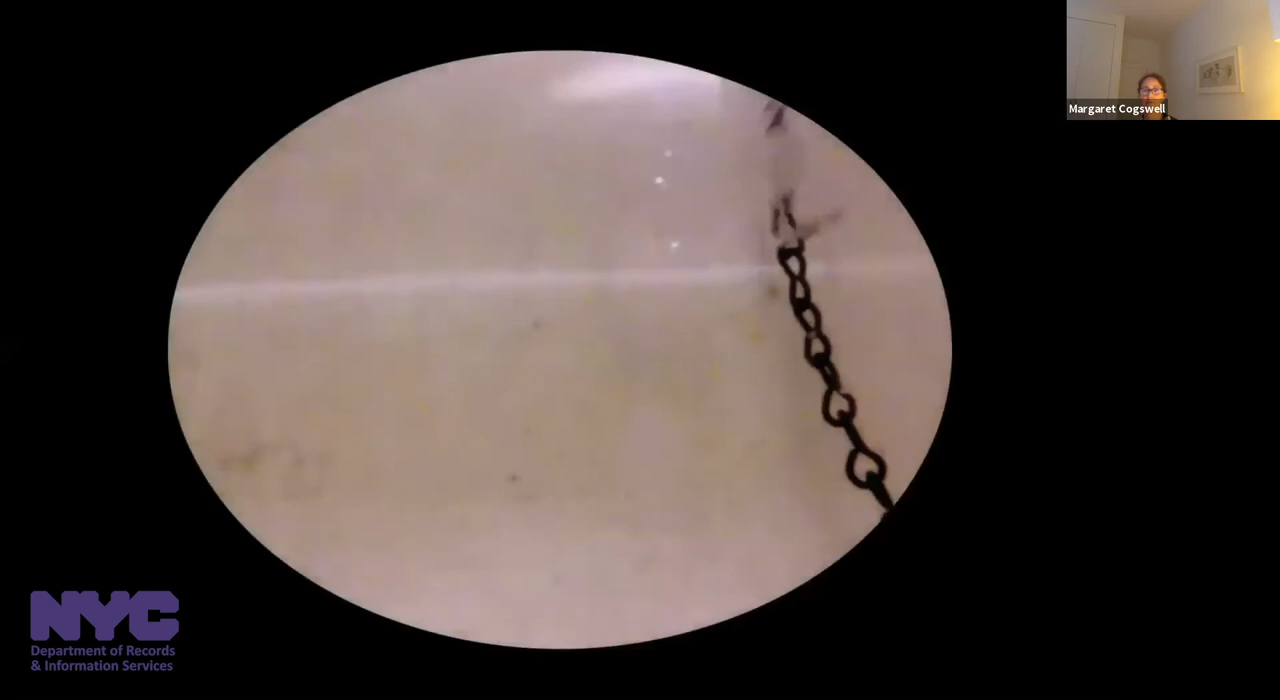 Margaret Cogswell
NYC
Department of Records
& Information Services